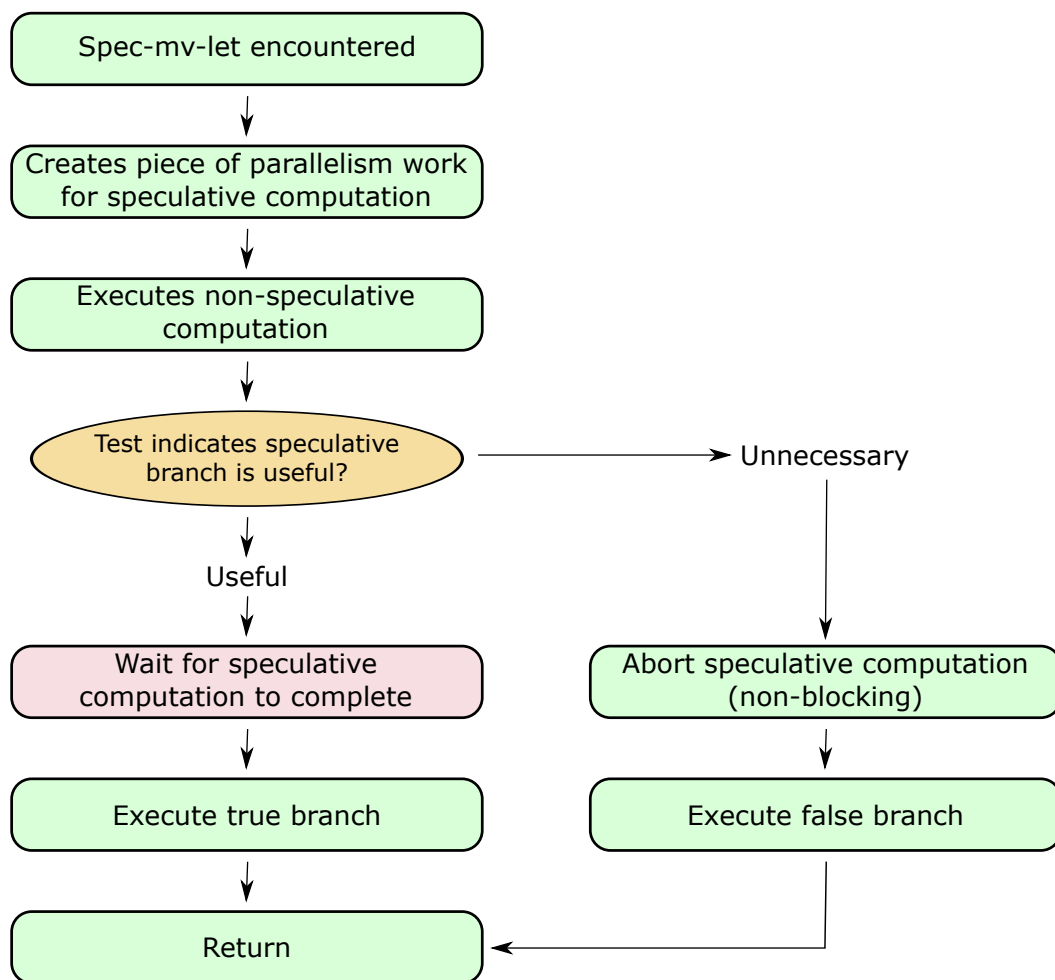 Spec-mv-let encountered
Creates piece of parallelism work
for speculative computation
Executes non-speculative
computation
Test indicates speculative
branch is useful?
Unnecessary
Useful
Wait for speculative
computation to complete
Abort speculative computation
(non-blocking)
Execute true branch
Execute false branch
Return